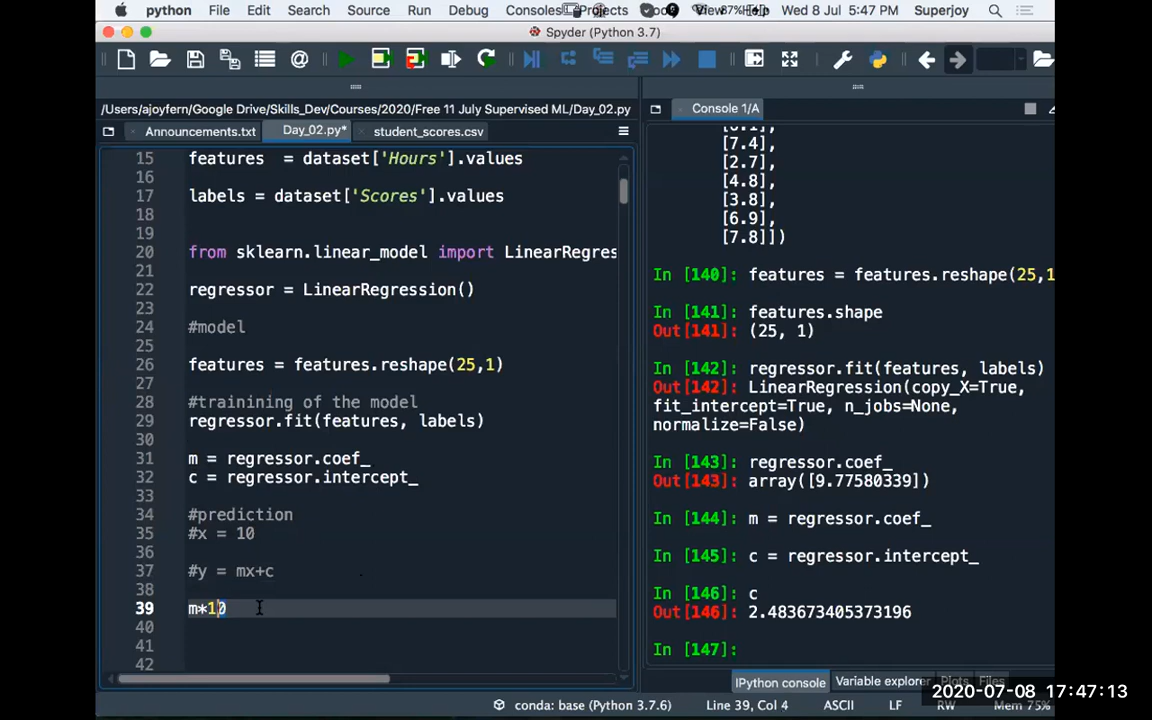 python File Edit Search Source Run Debug Consoles Projects View 87% Wed 8 Jul 5:47 PM Superjoy
Spyder (Python 3.7)
/Users/ajoyfern/Google Drive/Skills_Dev/Courses/2020/Free 11 July Supervised ML/Day_02.py
Announcements.txt Day_02.py* student_scores.csv
15 features = dataset['Hours'].values
16
17 labels = dataset['Scores'].values
18
19
20 from sklearn.linear_model import LinearRegres
21
22 regressor = LinearRegression()
23
24 #model
25
26 features = features.reshape(25,1)
27
28 #trainining of the model
29 regressor.fit(features, labels)
30
31 m = regressor.coef_
32 c = regressor.intercept_
33
34 #prediction
35 #x = 10
36
37 #y = mx+c
38
39 m*10
40
41
42
Console 1/A
[8.1],
[7.4],
[2.7],
[4.8],
[3.8],
[6.9],
[7.8]])
In [140]: features = features.reshape(25,1
In [141]: features.shape
Out[141]: (25, 1)
In [142]: regressor.fit(features, labels)
Out[142]: LinearRegression(copy_X=True,
fit_intercept=True, n_jobs=None,
normalize=False)
In [143]: regressor.coef_
Out[143]: array([9.77580339])
In [144]: m = regressor.coef_
In [145]: c = regressor.intercept_
In [146]: c
Out[146]: 2.483673405373196
In [147]:
IPython console Variable explorer Plots Files
conda: base (Python 3.7.6) Line 39, Col 4 ASCII LF RW Mem 75%
2020-07-08 17:47:13